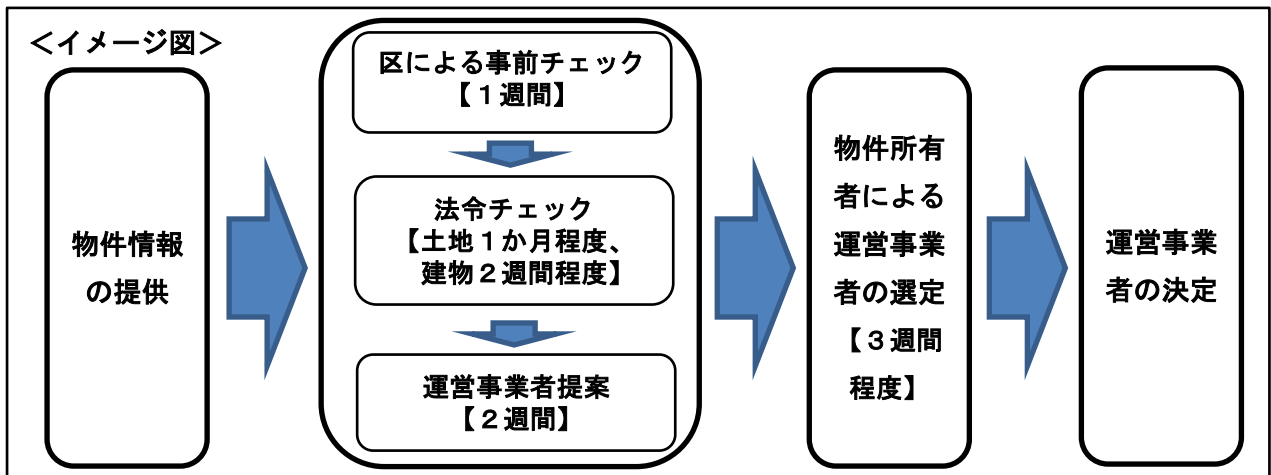 ＜イメージ図＞
物件情報
の提供
区による事前チェック
【１週間】
法令チェック
【土地１か月程度、
建物２週間程度】
運営事業者提案
【２週間】
物件所有
者による
運営事業
者の選定
【３週間
程度】
運営事業
者の決定